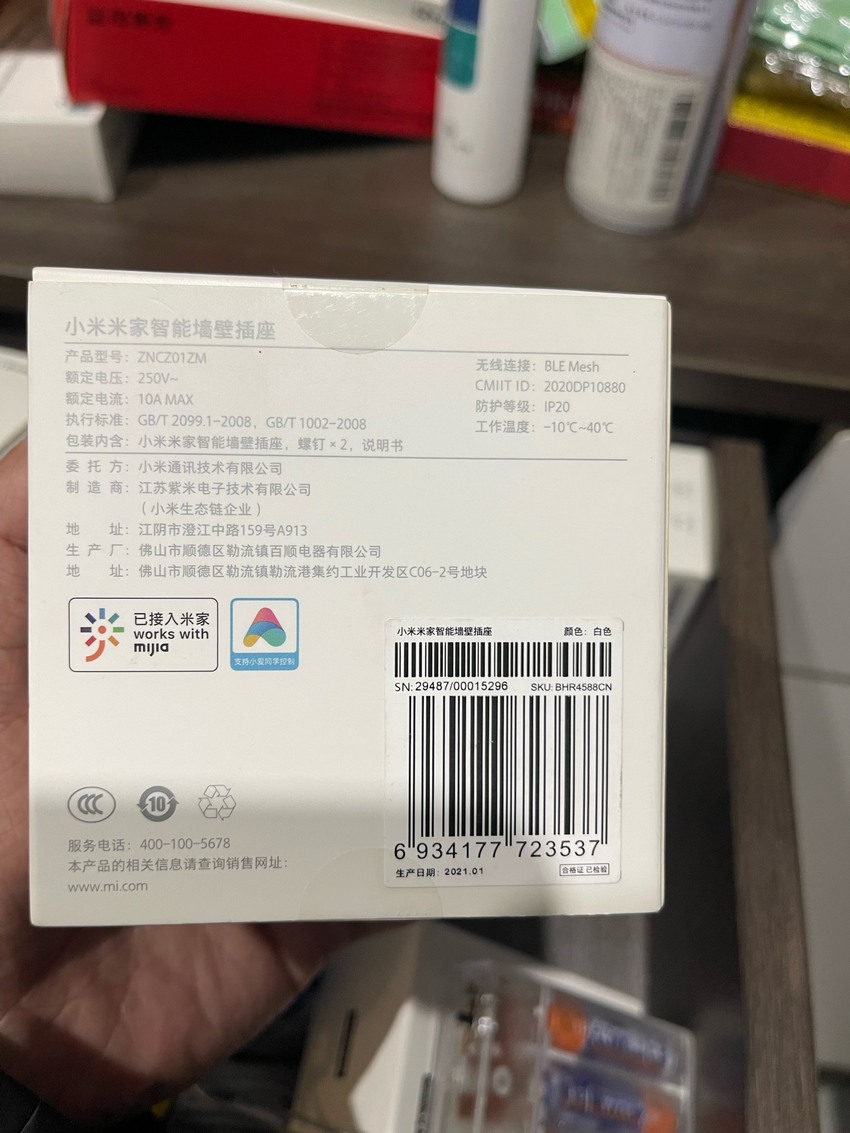 小米米家智能墙壁插座
产品型号：ZNCZ01ZM
额定电压：250V~
额定电流：10A MAX
执行标准：GB/T 2099.1-2008，GB/T 1002-2008
包装内含：小米米家智能墙壁插座，螺钉×2，说明书
无线连接：BLE Mesh
CMIIT ID：2020DP10880
防护等级：IP20
工作温度：-10℃~40℃
委托方：小米通讯技术有限公司
制造商：江苏紫米电子技术有限公司
（小米生态链企业）
地址：江阴市澄江中路159号A913
生产厂：佛山市顺德区勒流镇百顺电器有限公司
地址：佛山市顺德区勒流镇勒流港集约工业开发区C06-2号地块
已接入米家
works with
mijia
支持小爱同学控制
小米米家智能墙壁插座 颜色：白色
SN:29487/00015296 SKU:BHR4588CN
6 934177 723537
生产日期：2021.01 合格证 已检验
CCC
10
服务电话：400-100-5678
本产品的相关信息请查询销售网址：
www.mi.com